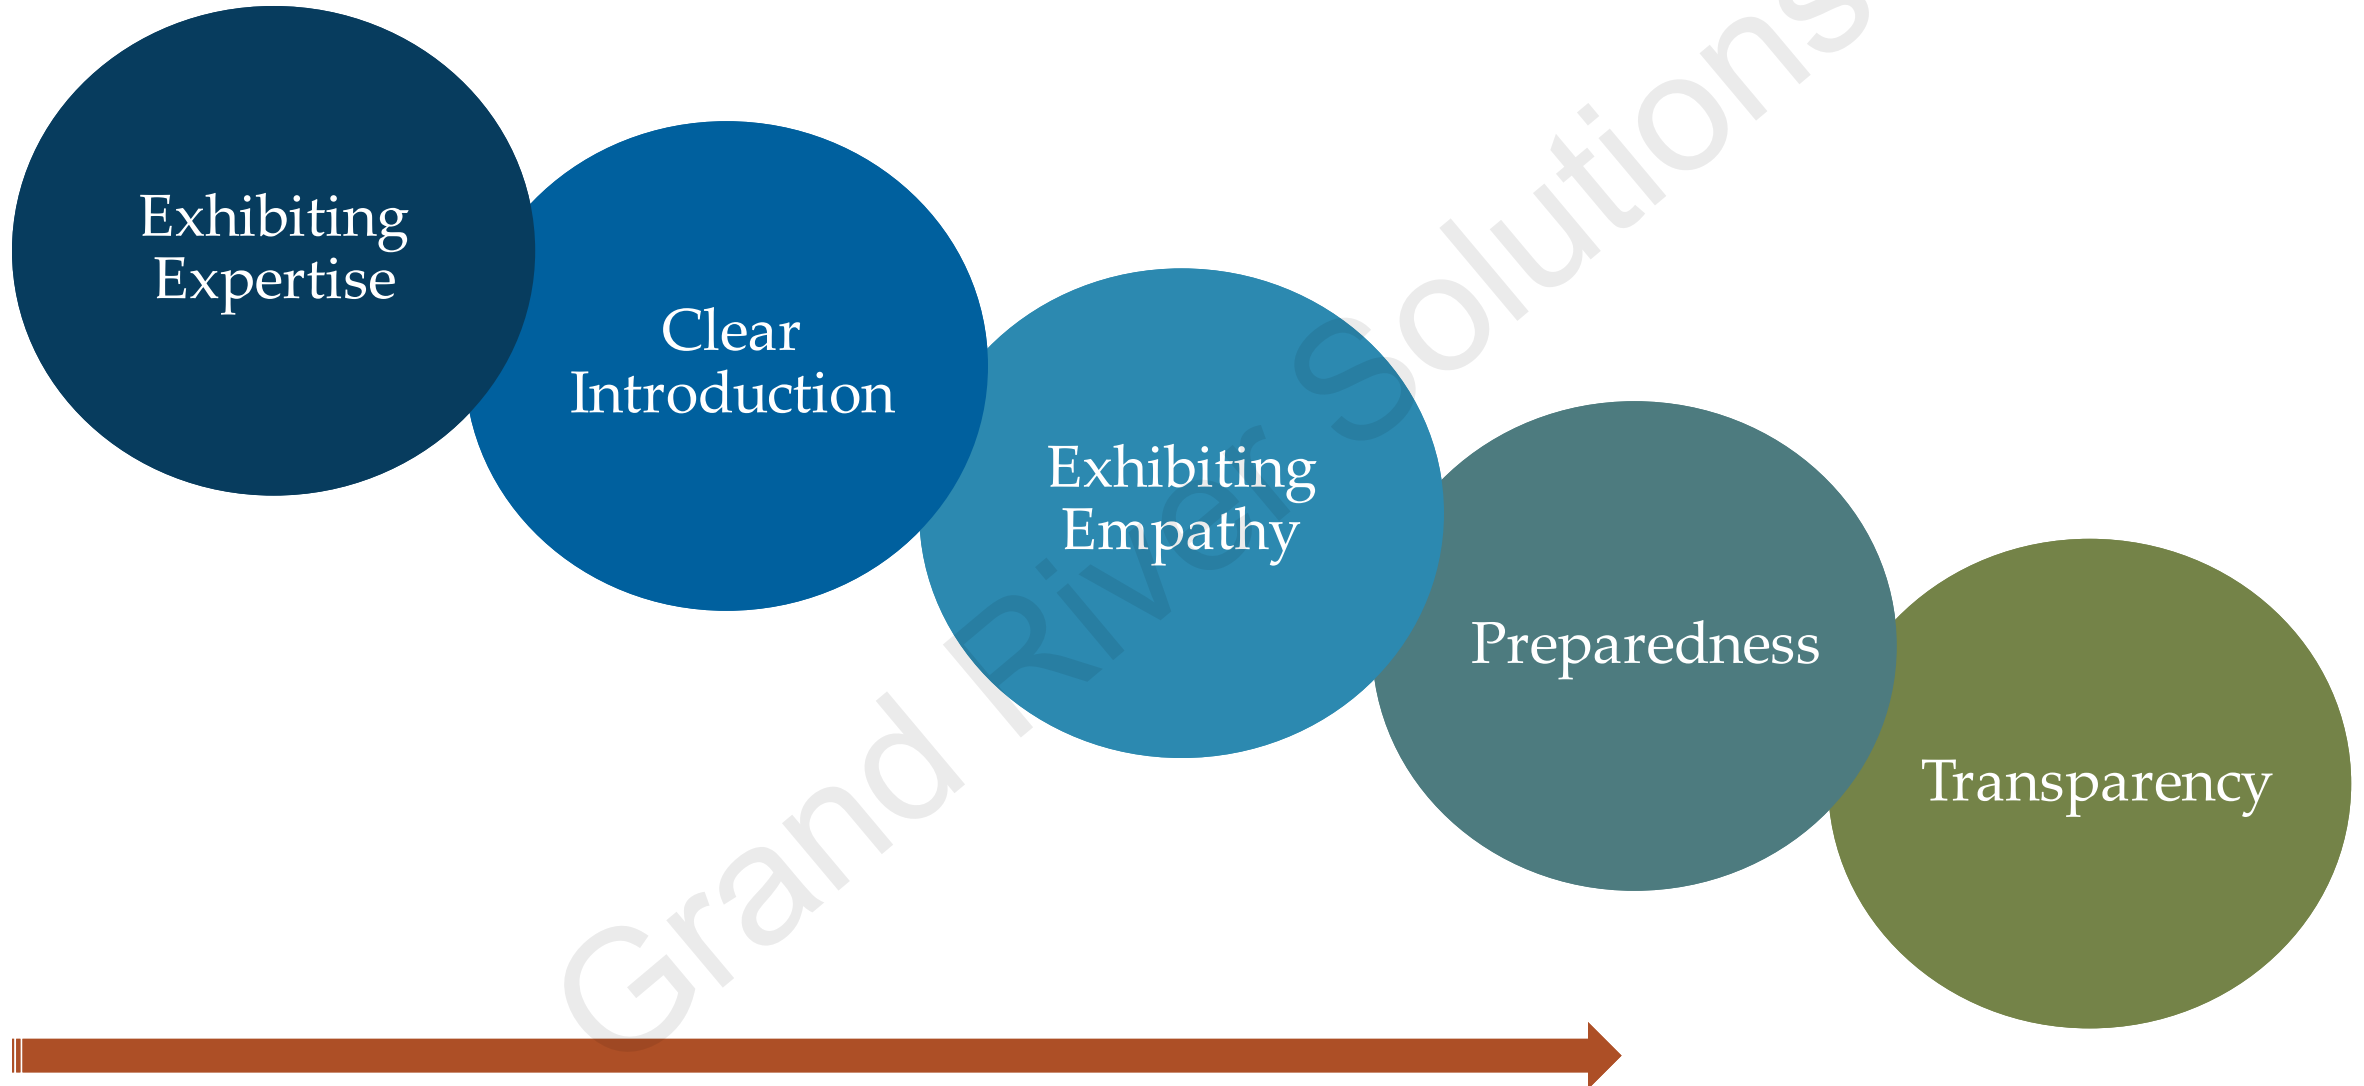 Exhibiting
Expertise
Clear
Introduction
Exhibiting
Empathy
Preparedness
Transparency
Grand River Solutions